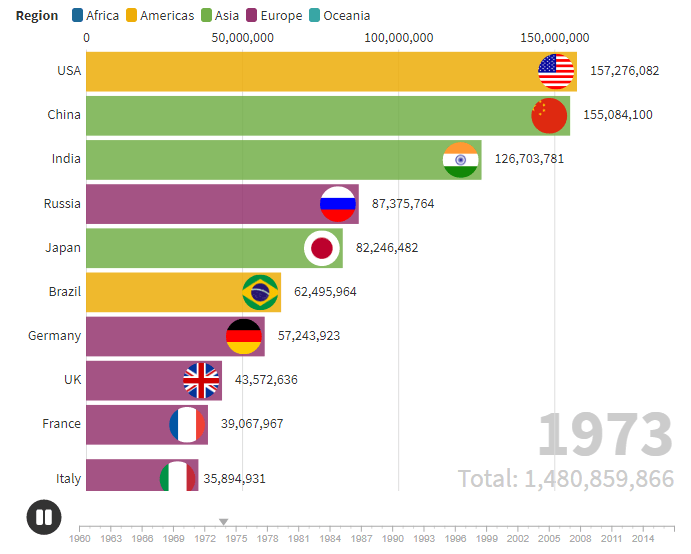 Region Africa Americas Asia Europe Oceania
0 50,000,000 100,000,000 150,000,000
USA 157,276,082
China 155,084,100
India 126,703,781
Russia 87,375,764
Japan 82,246,482
Brazil 62,495,964
Germany 57,243,923
UK 43,572,636
France 39,067,967
1973
Total: 1,480,859,866
Italy 35,894,931
1960 1963 1966 1969 1972 1975 1978 1981 1984 1987 1990 1993 1996 1999 2002 2005 2008 2011 2014